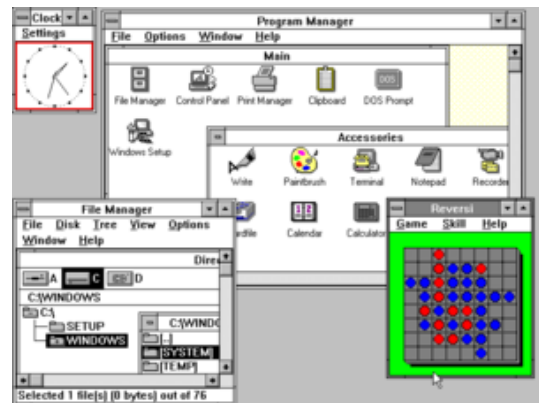 Clock
Settings
Program Manager
File Options Window Help
Main
File Manager Control Panel Print Manager Clipboard DOS Prompt
DOS
Windows Setup
Accessories
Write Paintbrush Terminal Notepad Recorder
Calendar Calculator
File Manager
File Disk Tree View Options
Window Help
A C D
C:\WINDOWS
C:\
SETUP
WINDOWS
[..]
[SYSTEM]
[TEMP]
Selected 1 file(s) (0 bytes) out of 76
Reversi
Game Skill Help